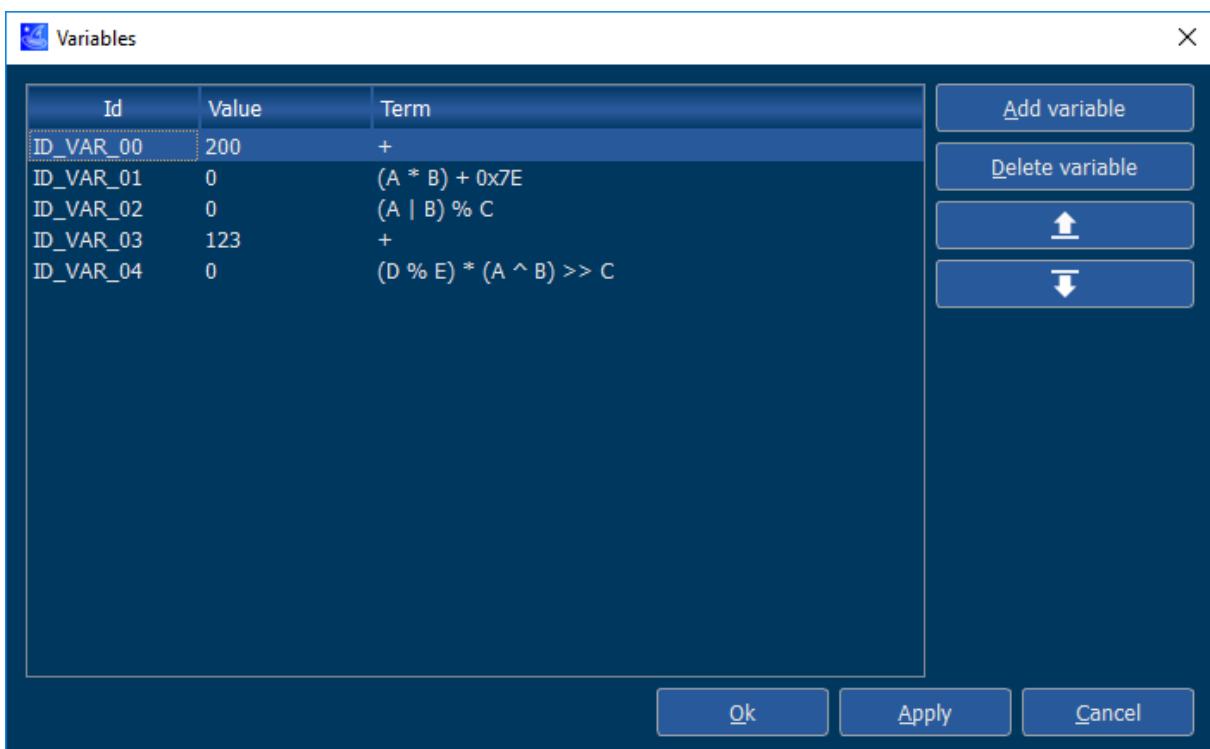 Variables
Id Value Term
ID_VAR_00 200 +
ID_VAR_01 0 (A * B) + 0x7E
ID_VAR_02 0 (A | B) % C
ID_VAR_03 123 +
ID_VAR_04 0 (D % E) * (A ^ B) >> C
Add variable
Delete variable
Ok Apply Cancel